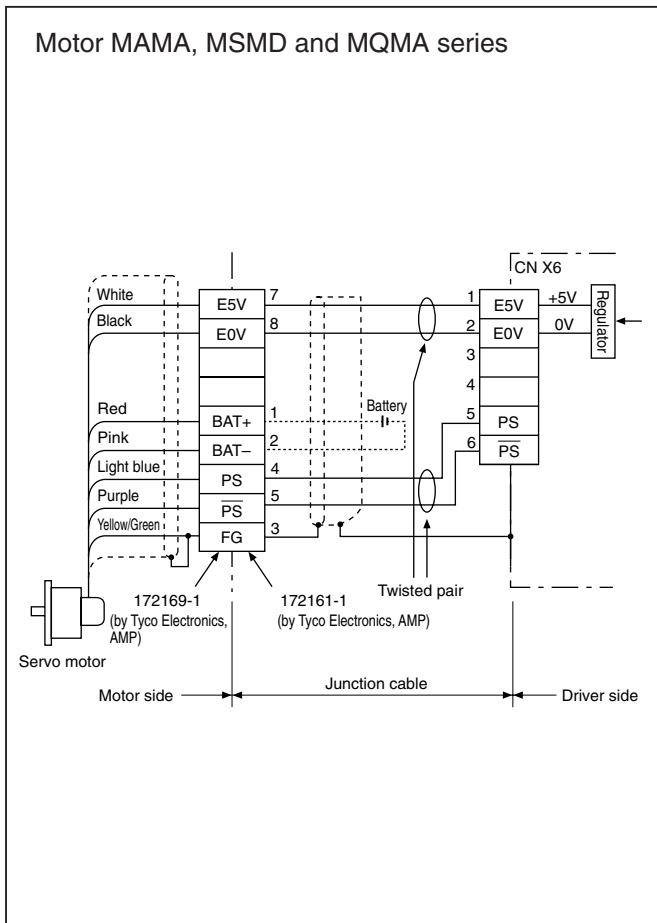 Motor MAMA, MSMD and MQMA series
CN X6
White
E5V
7
1
E5V
+5V
Regulator
Black
E0V
8
2
E0V
0V
3
4
Red
BAT+
1
Battery
5
PS
Pink
BAT–
2
6
PS
Light blue
PS
4
Purple
PS
5
Yellow/Green
FG
3
172169-1
(by Tyco Electronics,
AMP)
172161-1
(by Tyco Electronics, AMP)
Twisted pair
Servo motor
Motor side
Junction cable
Driver side